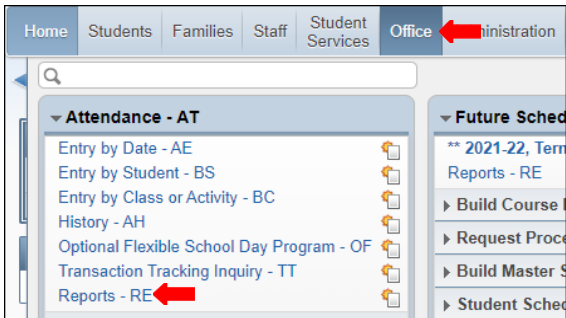 Home Students Families Staff Student Services Office ministration
Attendance - AT
Entry by Date - AE
Entry by Student - BS
Entry by Class or Activity - BC
History - AH
Optional Flexible School Day Program - OF
Transaction Tracking Inquiry - TT
Reports - RE
Future Sched
** 2021-22, Tern
Reports - RE
Build Course
Request Proce
Build Master S
Student Sched